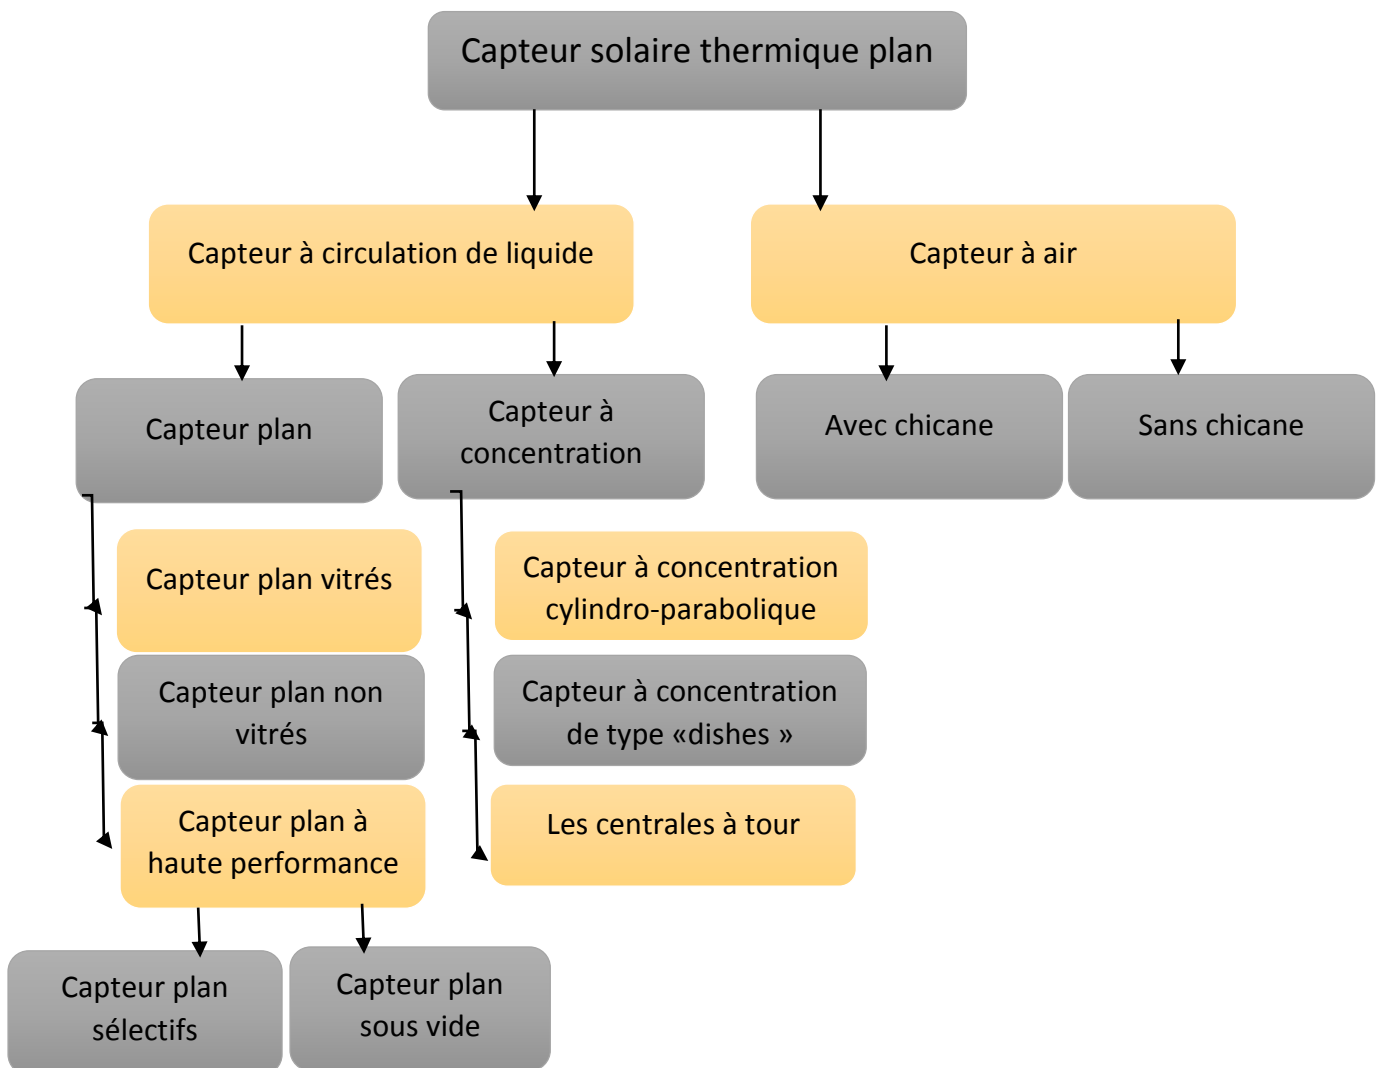 Capteur solaire thermique plan
Capteur à circulation de liquide
Capteur à air
Capteur plan
Capteur à
concentration
Avec chicane
Sans chicane
Capteur plan vitrés
Capteur à concentration
cylindro-parabolique
Capteur plan non
vitrés
Capteur à concentration
de type «dishes »
Capteur plan à
haute performance
Les centrales à tour
Capteur plan
sélectifs
Capteur plan
sous vide